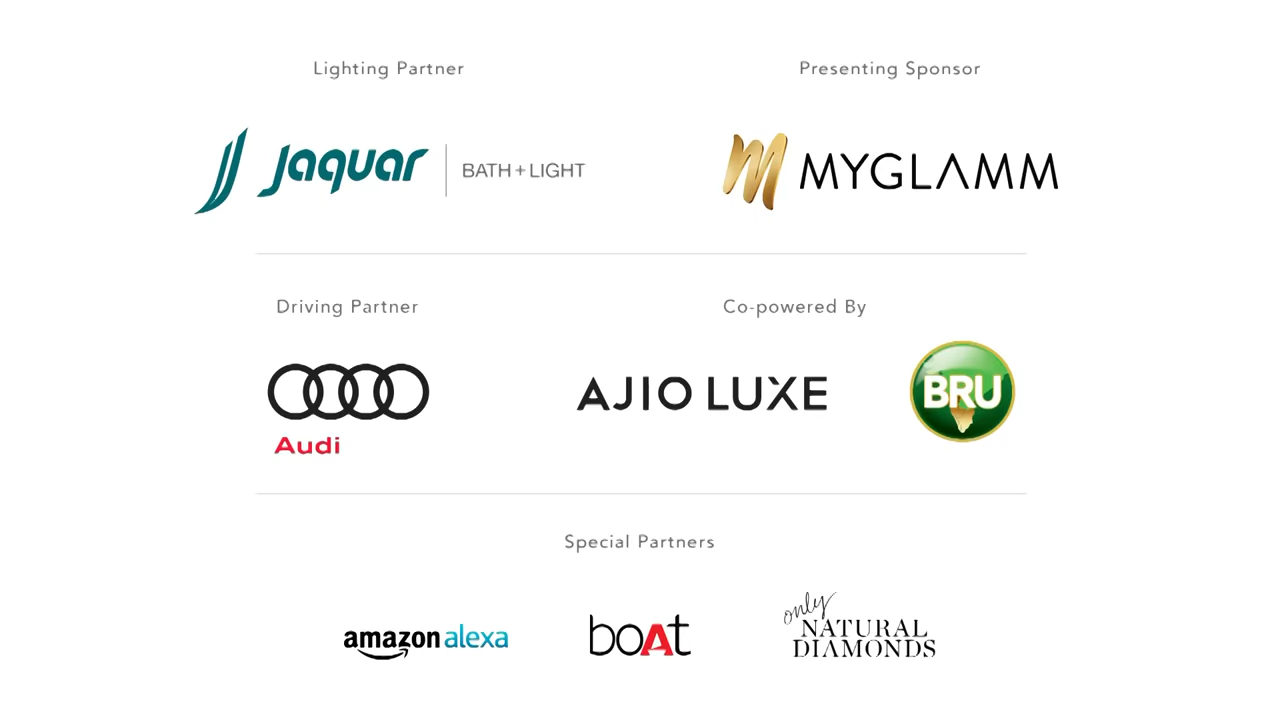 Lighting Partner
Presenting Sponsor
Jaquar
BATH + LIGHT
MYGLAMM
Driving Partner
Co-powered By
Audi
AJIO LUXE
BRU
Special Partners
amazon alexa
boAt
only
NATURAL
DIAMONDS